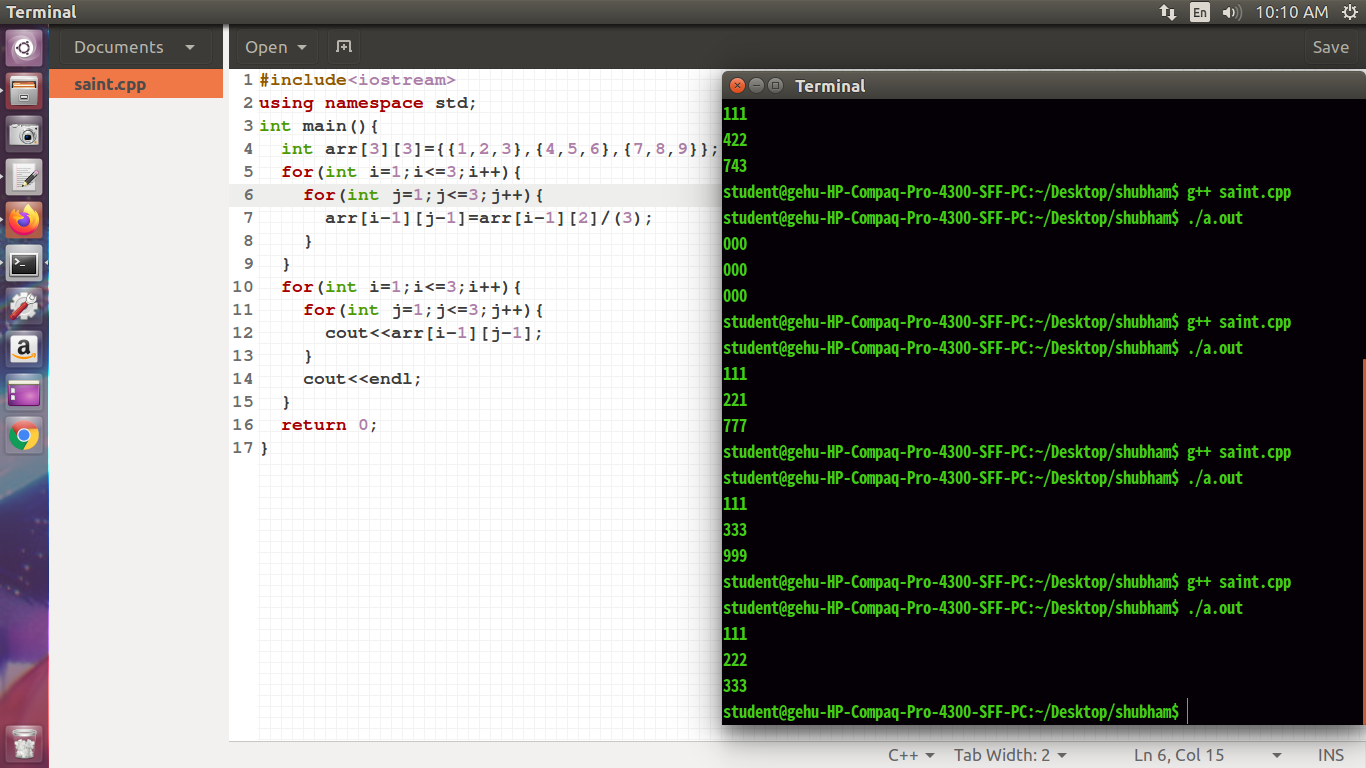 Terminal
En
10:10 AM
Documents
Open
Save
saint.cpp
1 #include<iostream>
2 using namespace std;
3 int main(){
4   int arr[3][3]={{1,2,3},{4,5,6},{7,8,9}};
5   for(int i=1;i<=3;i++){
6     for(int j=1;j<=3;j++){
7       arr[i-1][j-1]=arr[i-1][2]/(3);
8     }
9   }
10   for(int i=1;i<=3;i++){
11     for(int j=1;j<=3;j++){
12       cout<<arr[i-1][j-1];
13     }
14     cout<<endl;
15   }
16   return 0;
17 }
Terminal
111
422
743
student@gehu-HP-Compaq-Pro-4300-SFF-PC:~/Desktop/shubham$ g++ saint.cpp
student@gehu-HP-Compaq-Pro-4300-SFF-PC:~/Desktop/shubham$ ./a.out
000
000
000
student@gehu-HP-Compaq-Pro-4300-SFF-PC:~/Desktop/shubham$ g++ saint.cpp
student@gehu-HP-Compaq-Pro-4300-SFF-PC:~/Desktop/shubham$ ./a.out
111
221
777
student@gehu-HP-Compaq-Pro-4300-SFF-PC:~/Desktop/shubham$ g++ saint.cpp
student@gehu-HP-Compaq-Pro-4300-SFF-PC:~/Desktop/shubham$ ./a.out
111
333
999
student@gehu-HP-Compaq-Pro-4300-SFF-PC:~/Desktop/shubham$ g++ saint.cpp
student@gehu-HP-Compaq-Pro-4300-SFF-PC:~/Desktop/shubham$ ./a.out
111
222
333
student@gehu-HP-Compaq-Pro-4300-SFF-PC:~/Desktop/shubham$
C++
Tab Width: 2
Ln 6, Col 15
INS